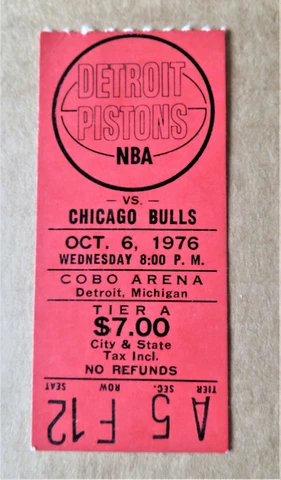 DETROIT
PISTONS
NBA
— VS. —
CHICAGO BULLS
OCT. 6, 1976
WEDNESDAY 8:00 P. M.
COBO ARENA
Detroit, Michigan
TIER A
$7.00
City & State
Tax Incl.
NO REFUNDS
A 5 F 12
TIER SEC. ROW SEAT